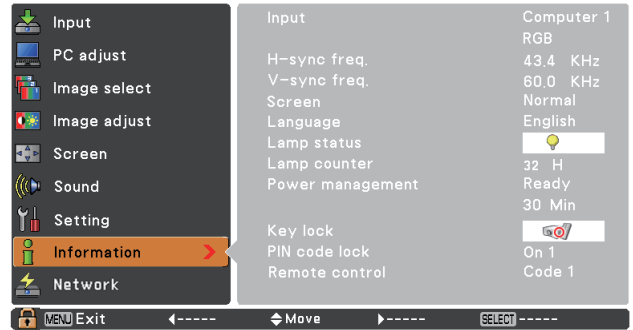 Input
PC adjust
Image select
Image adjust
Screen
Sound
Setting
Information
Network
Input Computer 1
RGB
H-sync freq. 43.4 KHz
V-sync freq. 60.0 KHz
Screen Normal
Language English
Lamp status
Lamp counter 32 H
Power management Ready
30 Min
Key lock
PIN code lock On 1
Remote control Code 1
MENU Exit ----- Move ----- SELECT -----